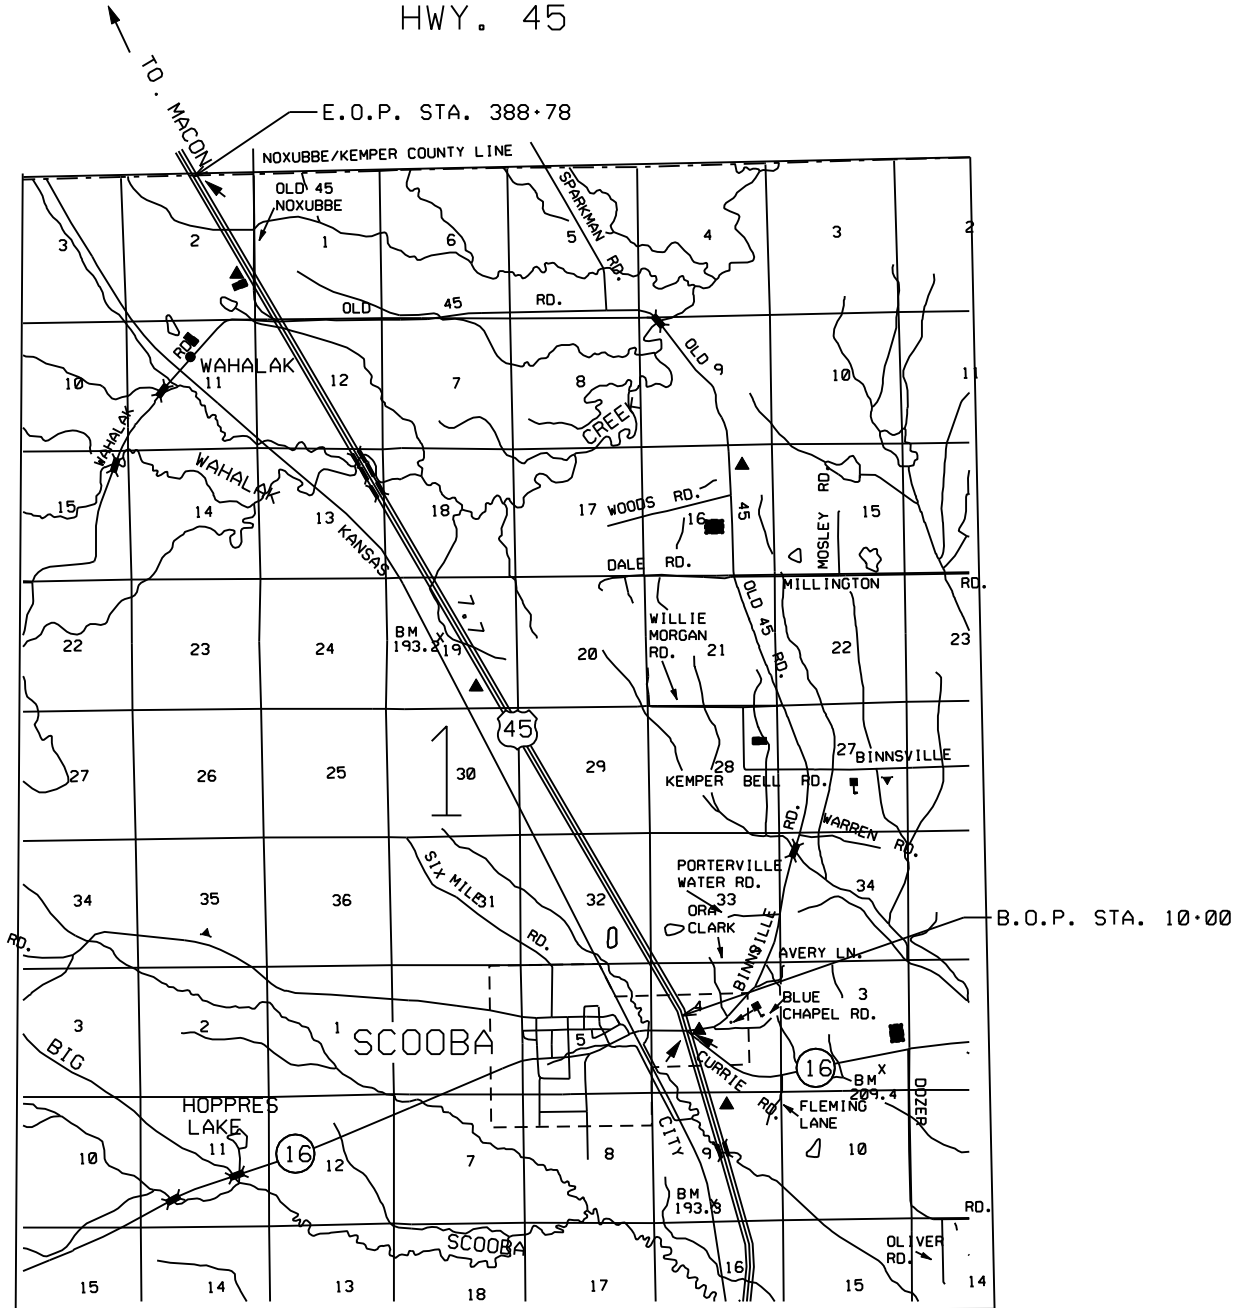 HWY. 45
TO. MACON
E.O.P. STA. 388+78
NOXUBBE/KEMPER COUNTY LINE
OLD 45
NOXUBBE
SPARKMAN RD.
3
2
1
6
5
4
3
2
OLD 45 RD.
RD.
WAHALAK
OLD 9
10
11
12
7
8
10
11
CREEK
WAHALAK
WAHALAK
15
14
13
18
17
WOODS RD.
16
45
MOSLEY RD.
15
KANSAS
DALE RD.
MILLINGTON RD.
7.7
BM
193.2
19
WILLIE
MORGAN
RD.
OLD 45 RD.
22
23
24
20
21
22
23
45
27
26
25
1
30
29
28
27
BINNSVILLE
KEMPER BELL RD.
RD.
WARREN RD.
SIX MILE RD.
PORTERVILLE
WATER RD.
34
35
36
31
32
33
34
ORA
CLARK
BINNSVILLE
B.O.P. STA. 10+00
RD.
AVERY LN.
BLUE
CHAPEL RD.
3
2
1
5
4
3
SCOOBA
BIG
CURRIE RD.
16
BM
209.4
DOZER
HOPPRES
LAKE
FLEMING
LANE
CITY
10
11
16
12
7
8
9
10
BM
193.3
RD.
SCOOBA
OLIVER
RD.
15
14
13
18
17
16
15
14